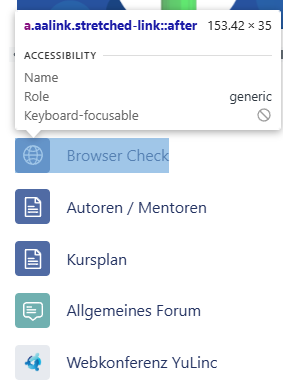 a.aalink.stretched-link::after 153.42 × 35
ACCESSIBILITY
Name
Role generic
Keyboard-focusable
Browser Check
Autoren / Mentoren
Kursplan
Allgemeines Forum
Webkonferenz YuLinc